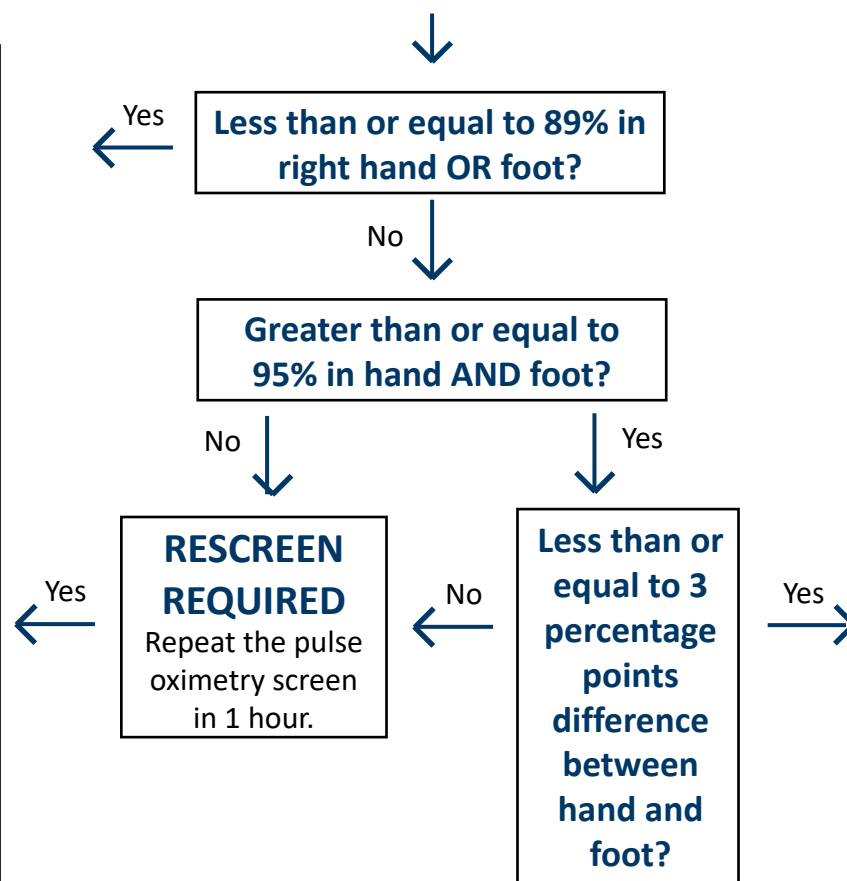 Yes
Less than or equal to 89% in
right hand OR foot?
No
Greater than or equal to
95% in hand AND foot?
No
Yes
Yes
RESCREEN
REQUIRED
Repeat the pulse
oximetry screen
in 1 hour.
No
Less than or
equal to 3
percentage
points
difference
between
hand and
foot?
Yes